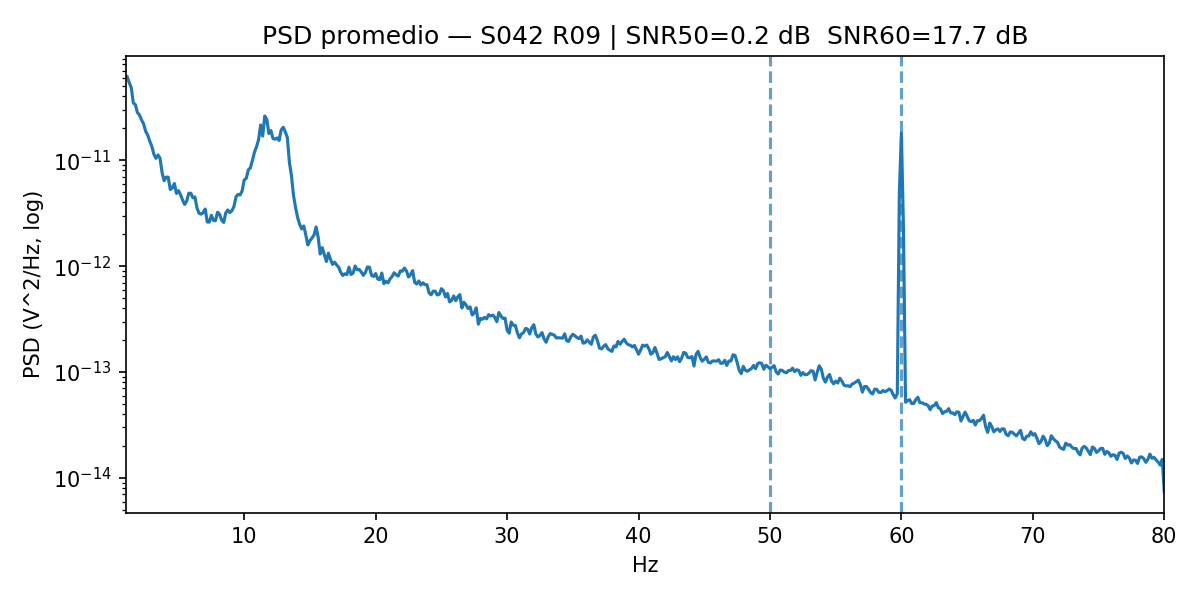 PSD promedio — S042 R09 | SNR50=0.2 dB  SNR60=17.7 dB
PSD (V^2/Hz, log)
10⁻¹¹
10⁻¹²
10⁻¹³
10⁻¹⁴
10 20 30 40 50 60 70 80
Hz